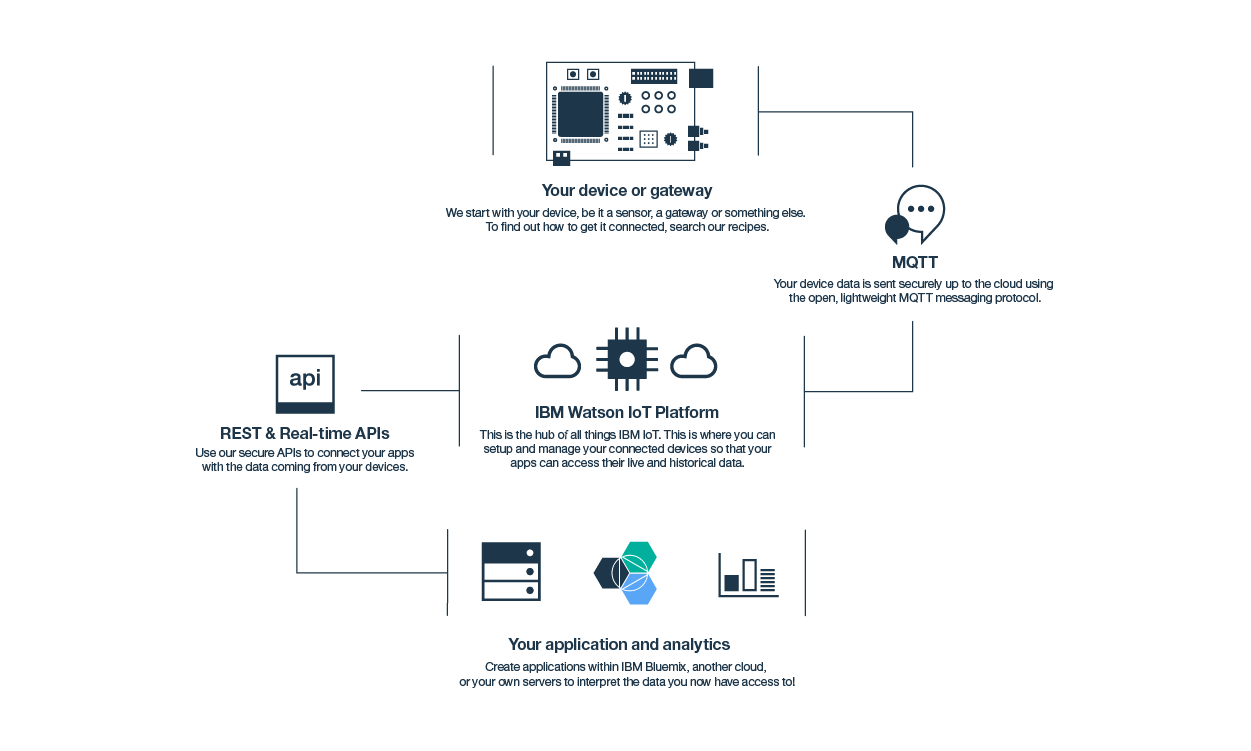 Your device or gateway
We start with your device, be it a sensor, a gateway or something else.
To find out how to get it connected, search our recipes.
MQTT
Your device data is sent securely up to the cloud using
the open, lightweight MQTT messaging protocol.
api
REST & Real-time APIs
Use our secure APIs to connect your apps
with the data coming from your devices.
IBM Watson IoT Platform
This is the hub of all things IBM IoT. This is where you can
setup and manage your connected devices so that your
apps can access their live and historical data.
Your application and analytics
Create applications within IBM Bluemix, another cloud,
or your own servers to interpret the data you now have access to!